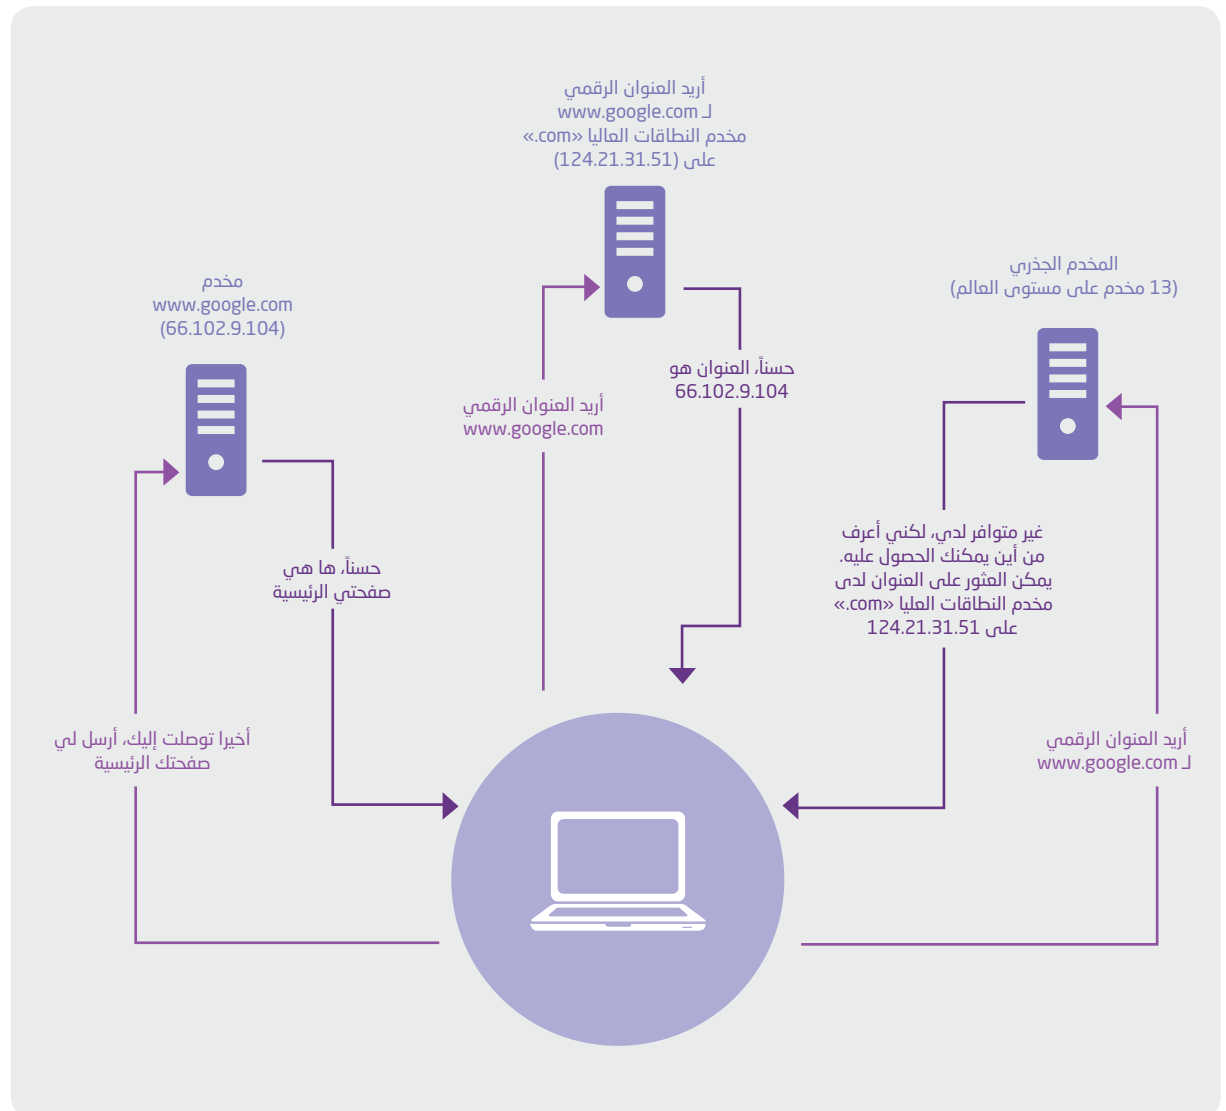 أريد العنوان الرقمي
لـ www.google.com
مخدم النطاقات العاليا «com.»
على (124.21.31.51)
المخدم الجذري
(13 مخدم على مستوى العالم)
مخدم
www.google.com
(66.102.9.104)
حسناً، العنوان هو
66.102.9.104
أريد العنوان الرقمي
www.google.com
غير متوافر لدي، لكني أعرف
من أين يمكنك الحصول عليه.
يمكن العثور على العنوان لدى
مخدم النطاقات العليا «com.»
على 124.21.31.51
حسناً، ها هي
صفحتي الرئيسية
أريد العنوان الرقمي
لـ www.google.com
أخيرا توصلت إليك، أرسل لي
صفحتك الرئيسية